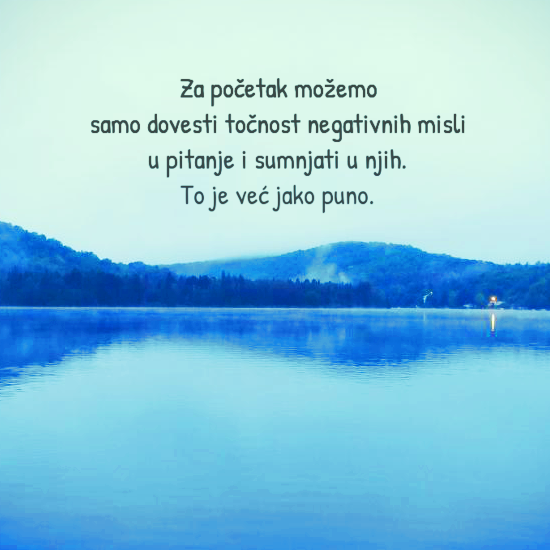 Za početak možemo
samo dovesti točnost negativnih misli
u pitanje i sumnjati u njih.
To je već jako puno.